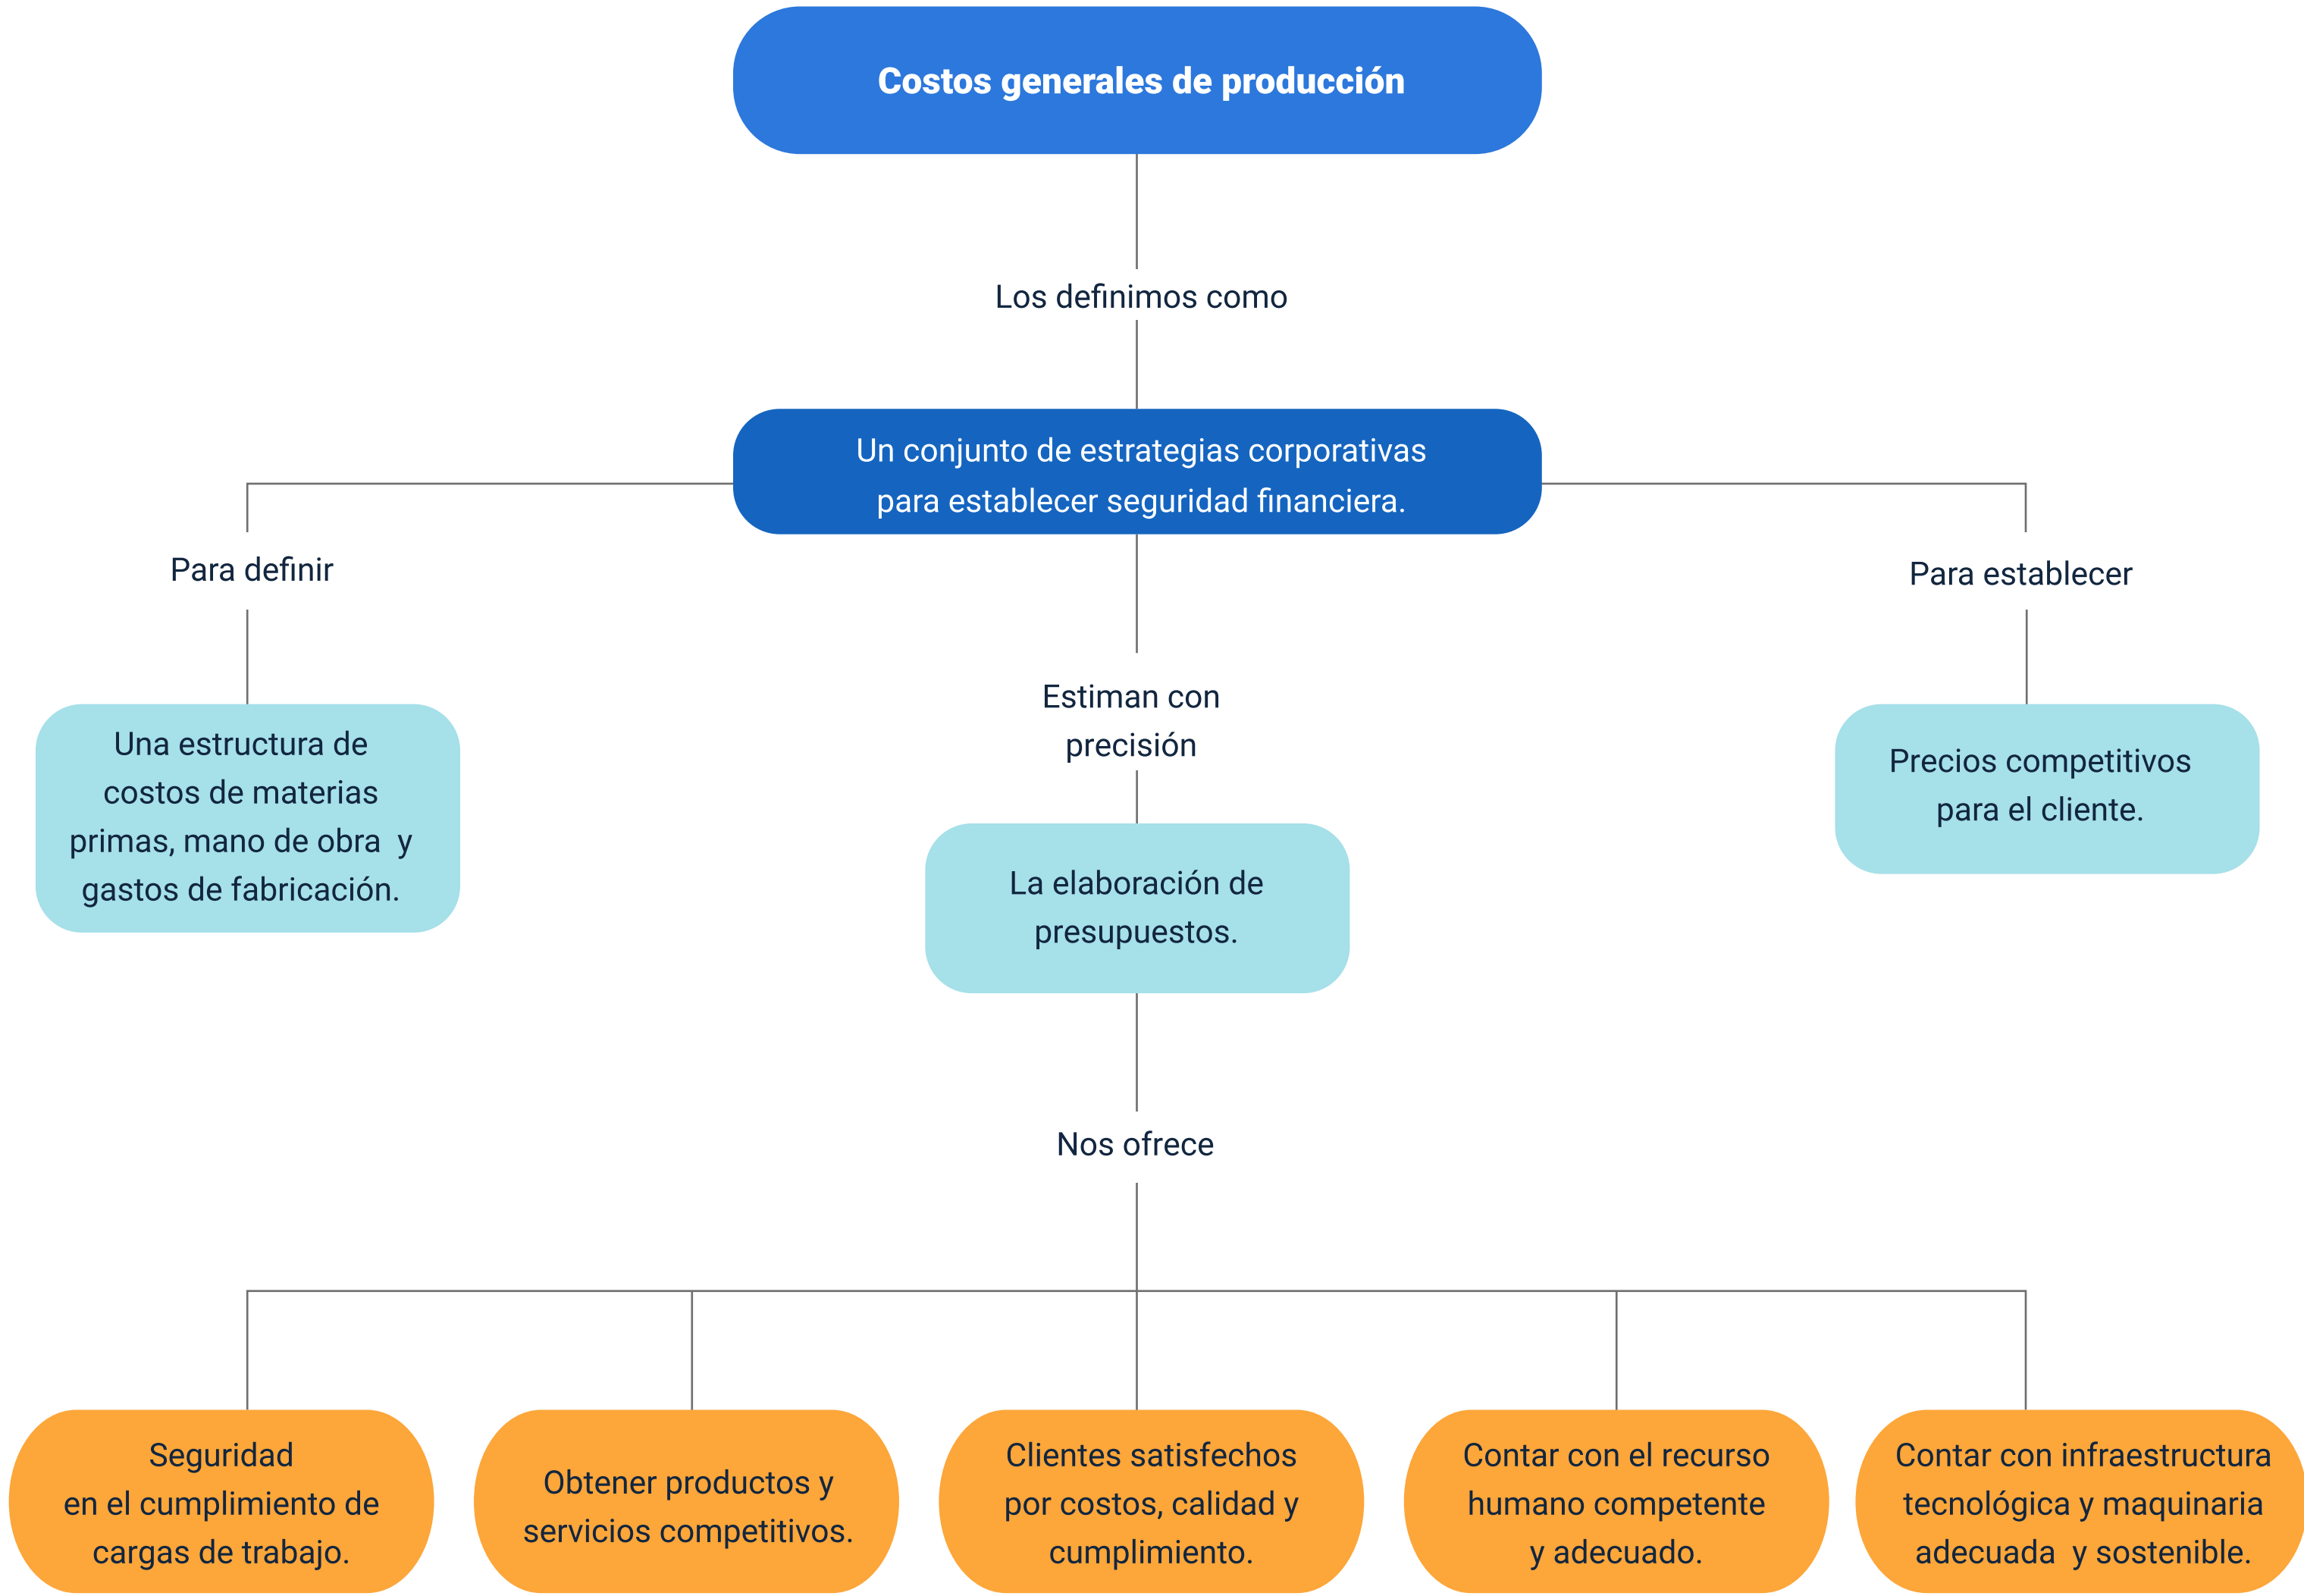 Costos generales de producción
Los definimos como
Un conjunto de estrategias corporativas
para establecer seguridad financiera.
Para definir
Una estructura de
costos de materias
primas, mano de obra  y
gastos de fabricación.
Estiman con
precisión
La elaboración de
presupuestos.
Para establecer
Precios competitivos
para el cliente.
Nos ofrece
Seguridad
en el cumplimiento de
cargas de trabajo.
Obtener productos y
servicios competitivos.
Clientes satisfechos
por costos, calidad y
cumplimiento.
Contar con el recurso
humano competente
y adecuado.
Contar con infraestructura
tecnológica y maquinaria
adecuada  y sostenible.